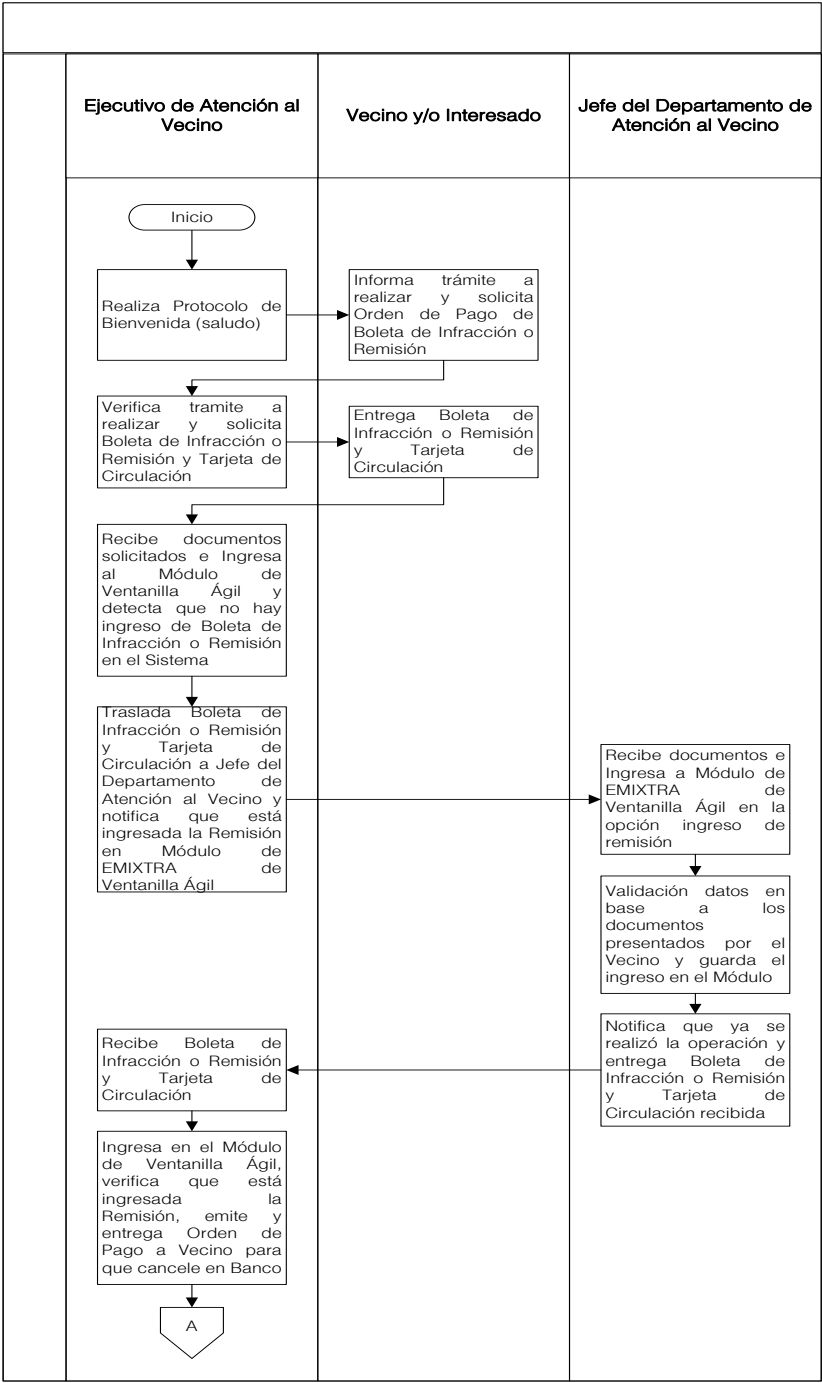 Ejecutivo de Atención al
Vecino
Vecino y/o Interesado
Jefe del Departamento de
Atención al Vecino
Inicio
Realiza Protocolo de
Bienvenida (saludo)
Informa trámite a
realizar y solicita
Orden de Pago de
Boleta de Infracción o
Remisión
Verifica tramite a
realizar y solicita
Boleta de Infracción o
Remisión y Tarjeta de
Circulación
Entrega Boleta de
Infracción o Remisión
y Tarjeta de
Circulación
Recibe documentos
solicitados e Ingresa
al Módulo de
Ventanilla Ágil y
detecta que no hay
ingreso de Boleta de
Infracción o Remisión
en el Sistema
Traslada Boleta de
Infracción o Remisión
y Tarjeta de
Circulación a Jefe del
Departamento de
Atención al Vecino y
notifica que está
ingresada la Remisión
en Módulo de
EMIXTRA de
Ventanilla Ágil
Recibe documentos e
Ingresa a Módulo de
EMIXTRA de
Ventanilla Ágil en la
opción ingreso de
remisión
Validación datos en
base a los
documentos
presentados por el
Vecino y guarda el
ingreso en el Módulo
Notifica que ya se
realizó la operación y
entrega Boleta de
Infracción o Remisión
y Tarjeta de
Circulación recibida
Recibe Boleta de
Infracción o Remisión
y Tarjeta de
Circulación
Ingresa en el Módulo
de Ventanilla Ágil,
verifica que está
ingresada la
Remisión, emite y
entrega Orden de
Pago a Vecino para
que cancele en Banco
A